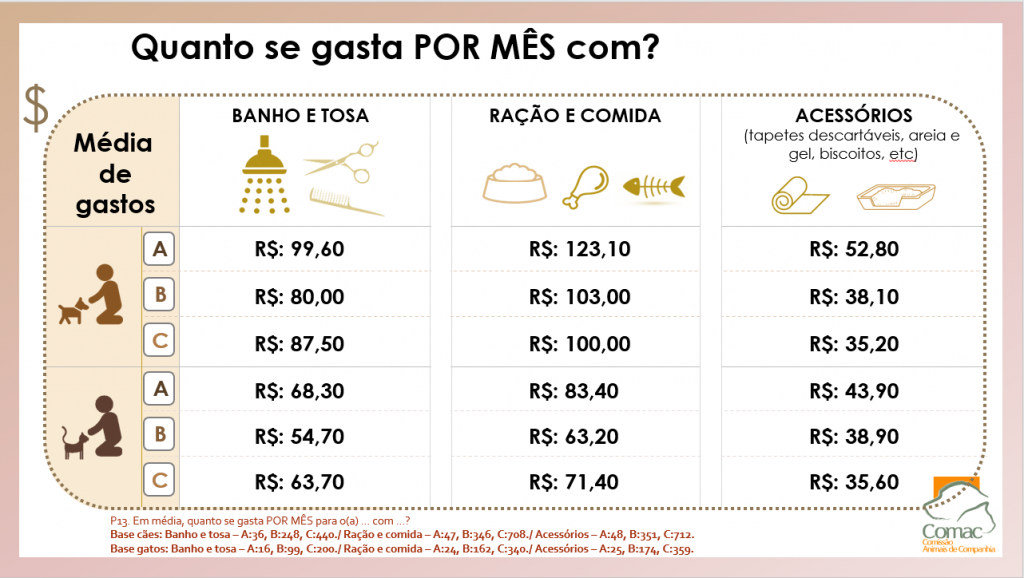 Quanto se gasta POR MÊS com?
$
Média
de
gastos
BANHO E TOSA
RAÇÃO E COMIDA
ACESSÓRIOS
(tapetes descartáveis, areia e
gel, biscoitos, etc)
A R$: 99,60 R$: 123,10 R$: 52,80
B R$: 80,00 R$: 103,00 R$: 38,10
C R$: 87,50 R$: 100,00 R$: 35,20
A R$: 68,30 R$: 83,40 R$: 43,90
B R$: 54,70 R$: 63,20 R$: 38,90
C R$: 63,70 R$: 71,40 R$: 35,60
P13. Em média, quanto se gasta POR MÊS para o(a) ... com ...?
Base cães: Banho e tosa – A:36, B:248, C:440./ Ração e comida – A:47, B:346, C:708./ Acessórios – A:48, B:351, C:712.
Base gatos: Banho e tosa – A:16, B:99, C:200./ Ração e comida – A:24, B:162, C:340./ Acessórios – A:25, B:174, C:359.
Comac
Comissão
Animais de Companhia